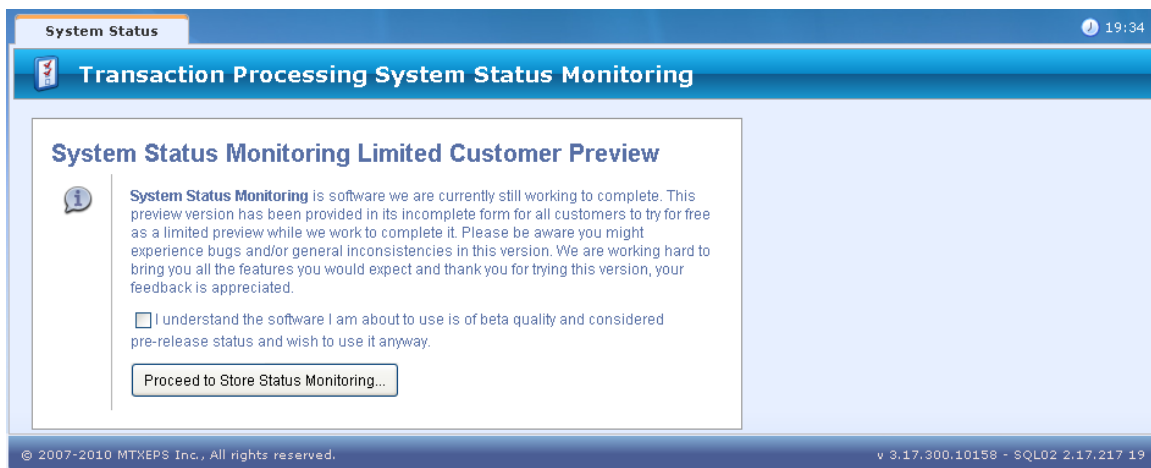 System Status
19:34
Transaction Processing System Status Monitoring
System Status Monitoring Limited Customer Preview
System Status Monitoring is software we are currently still working to complete. This
preview version has been provided in its incomplete form for all customers to try for free
as a limited preview while we work to complete it. Please be aware you might
experience bugs and/or general inconsistencies in this version. We are working hard to
bring you all the features you would expect and thank you for trying this version, your
feedback is appreciated.
I understand the software I am about to use is of beta quality and considered
pre-release status and wish to use it anyway.
Proceed to Store Status Monitoring...
© 2007-2010 MTXEPS Inc., All rights reserved.
v 3.17.300.10158 - SQL02 2.17.217 19